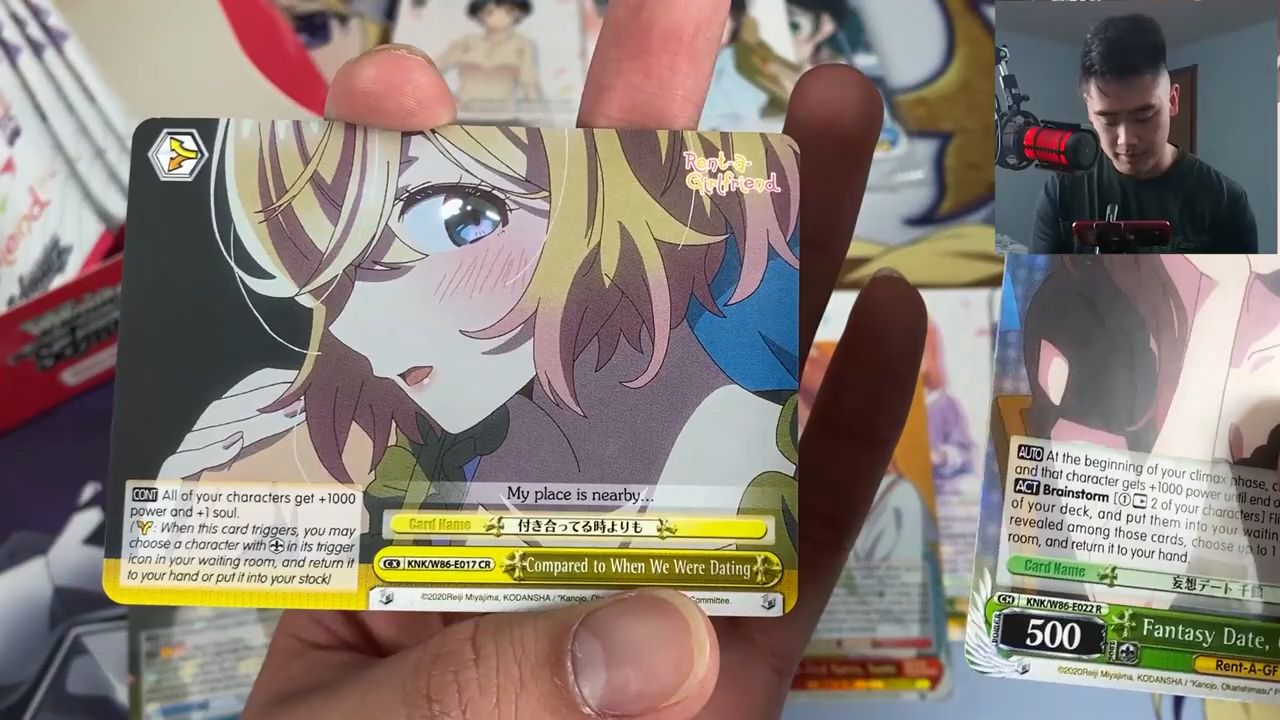 Rent-a-
Girlfriend
CONT All of your characters get +1000
power and +1 soul.
: When this card triggers, you may
choose a character with in its trigger
icon in your waiting room, and return it
to your hand or put it into your stock)
My place is nearby...
Card Name 付き合ってる時よりも
CX KNK/W86-E017 CR Compared to When We Were Dating
©2020Reiji Miyajima, KODANSHA / "Kanojo, Oka
Committee.
AUTO At the beginning of your climax phase, c
and that character gets +1000 power until end
ACT Brainstorm [① 2 of your characters] Fl
of your deck, and put them into your waitin
revealed among those cards, choose up to 1
room, and return it to your hand.
Card Name 妄想デート 千
CH KNK/W86-E022 R
500 Fantasy Date,
Rent-A-GF
©2020Reiji Miyajima, KODANSHA / "Kanojo, Okarishimasu" P